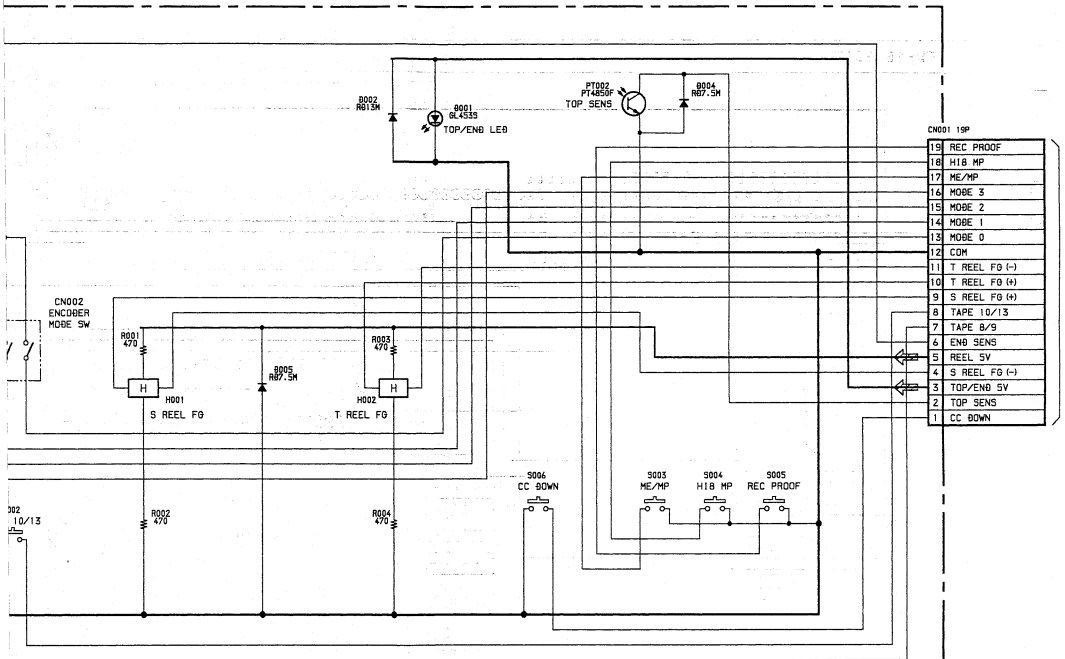 D002
RD13M
D001
GL453S
TOP/END LED
PT002
PT4850F
TOP SENS
D004
RD7.5M
CN001 19P
19 REC PROOF
18 HI8 MP
17 ME/MP
16 MODE 3
15 MODE 2
14 MODE 1
13 MODE 0
12 COM
11 T REEL FG (-)
10 T REEL FG (+)
9 S REEL FG (+)
8 TAPE 10/13
7 TAPE 8/9
6 END SENS
5 REEL 5V
4 S REEL FG (-)
3 TOP/END 5V
2 TOP SENS
1 CC DOWN
CN002
ENCODER
MODE SW
R001
470
H
H001
S REEL FG
D005
RD7.5M
R003
470
H
H002
T REEL FG
R002
470
R004
470
S006
CC DOWN
S003
ME/MP
S004
HI8 MP
S005
REC PROOF
002
10/13